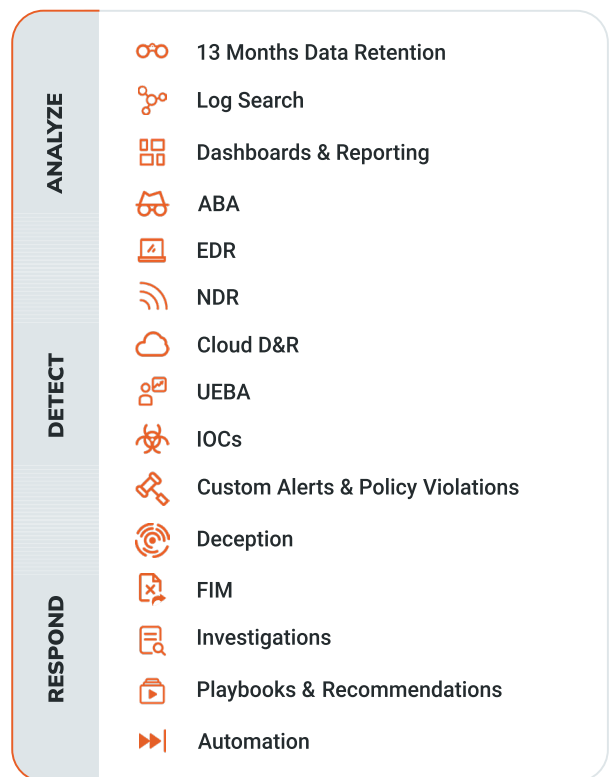 ANALYZE
13 Months Data Retention
Log Search
Dashboards & Reporting
ABA
EDR
NDR
DETECT
Cloud D&R
UEBA
IOCs
Custom Alerts & Policy Violations
Deception
RESPOND
FIM
Investigations
Playbooks & Recommendations
Automation